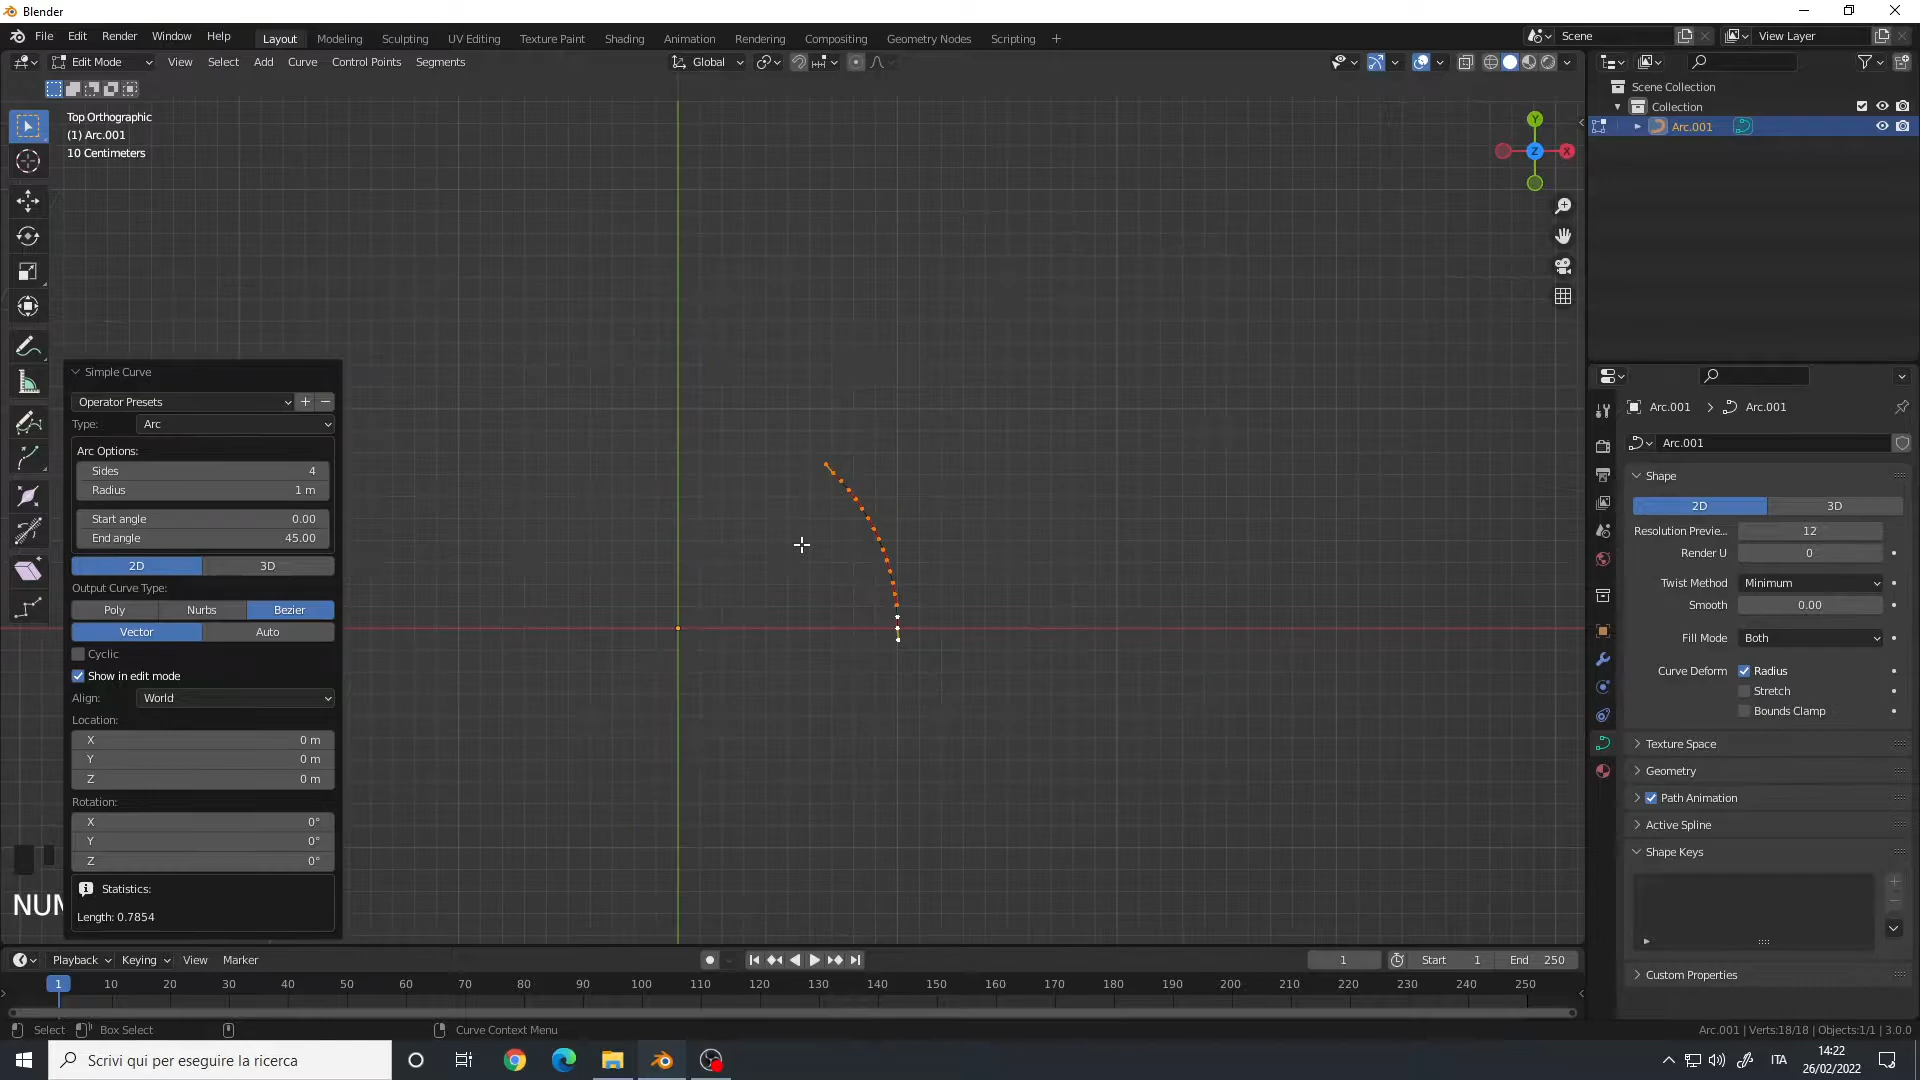 Blender
File Edit Render Window Help
Layout Modeling Sculpting UV Editing Texture Paint Shading Animation Rendering Compositing Geometry Nodes Scripting +
Scene
View Layer
Edit Mode View Select Add Curve Control Points Segments
Global
Top Orthographic
(1) Arc.001
10 Centimeters
Y
Z
X
Scene Collection
Collection
Arc.001
Simple Curve
Operator Presets
Type: Arc
Arc Options:
Sides 4
Radius 1 m
Start angle 0.00
End angle 45.00
2D 3D
Output Curve Type:
Poly Nurbs Bezier
Vector Auto
Cyclic
Show in edit mode
Align: World
Location:
X 0 m
Y 0 m
Z 0 m
Rotation:
X 0°
Y 0°
Z 0°
Statistics:
Length: 0.7854
NUM
Arc.001 Arc.001
Arc.001
Shape
2D 3D
Resolution Previe... 12
Render U 0
Twist Method Minimum
Smooth 0.00
Fill Mode Both
Curve Deform Radius
Stretch
Bounds Clamp
Texture Space
Geometry
Path Animation
Active Spline
Shape Keys
Custom Properties
Playback Keying View Marker
1
Start 1 End 250
1 10 20 30 40 50 60 70 80 90 100 110 120 130 140 150 160 170 180 190 200 210 220 230 240 250
Select Box Select Curve Context Menu
Arc.001 | Verts:18/18 | Objects:1/1 | 3.0.0
Scrivi qui per eseguire la ricerca
ITA
14:22
26/02/2022